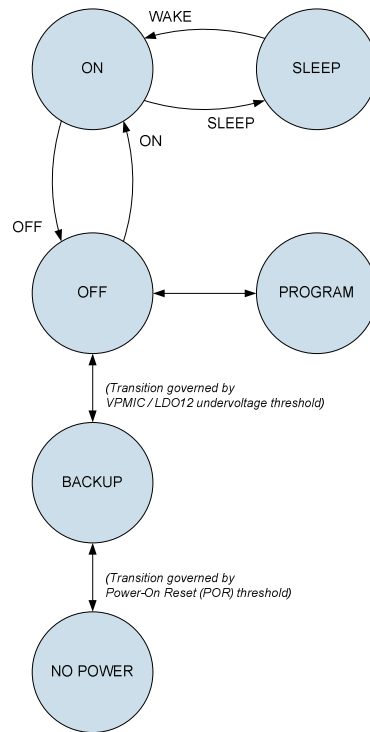 WAKE
ON
SLEEP
SLEEP
ON
OFF
OFF
PROGRAM
(Transition governed by
VPMIC / LDO12 undervoltage threshold)
BACKUP
(Transition governed by
Power-On Reset (POR) threshold)
NO POWER